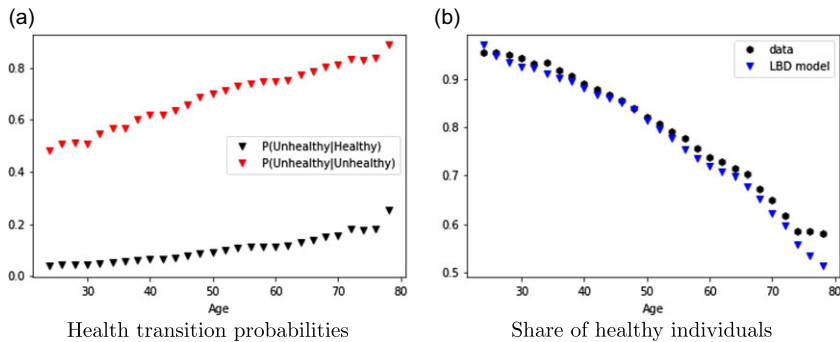 (a)
0.8
0.6
0.4
0.2
0.0
P(Unhealthy|Healthy)
P(Unhealthy|Unhealthy)
30 40 50 60 70 80
Age
Health transition probabilities
(b)
0.9
0.8
0.7
0.6
0.5
data
LBD model
30 40 50 60 70 80
Age
Share of healthy individuals